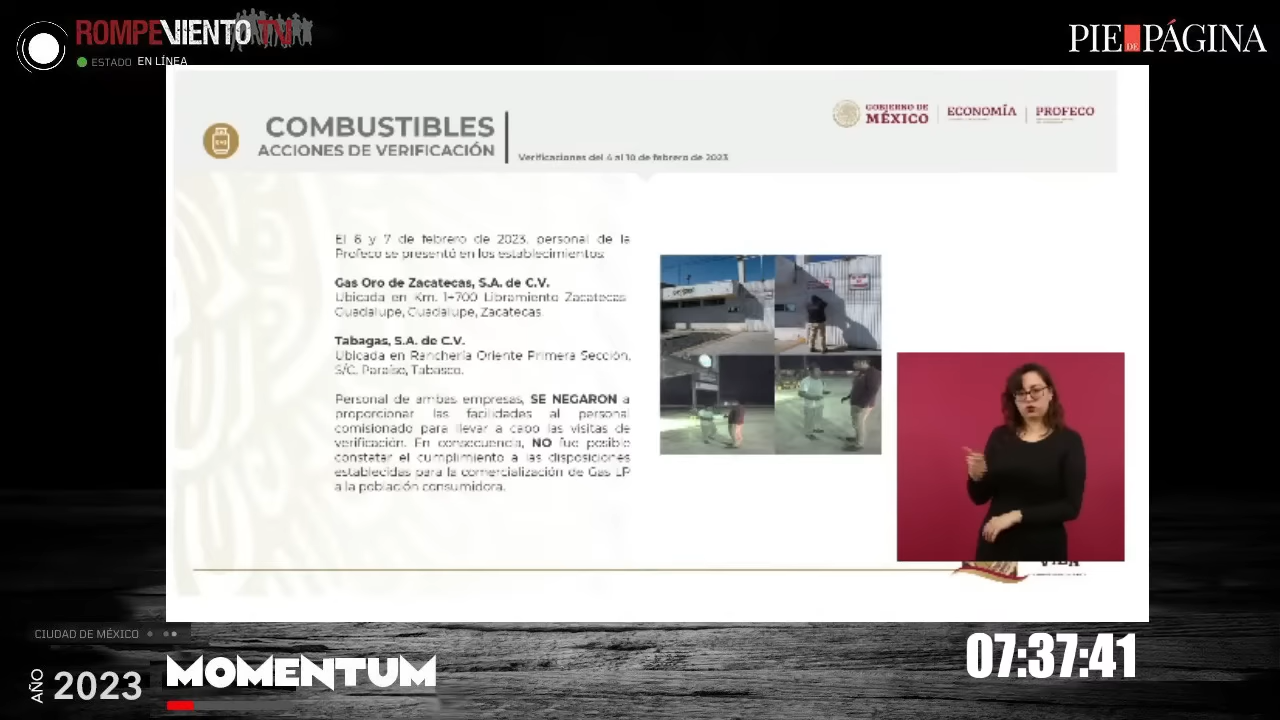 ROMPEVIENTO TV
ESTADO EN LÍNEA
PIE DE PÁGINA
COMBUSTIBLES
ACCIONES DE VERIFICACIÓN
Verificaciones del 4 al 10 de febrero de 2023
GOBIERNO DE
MÉXICO
ECONOMÍA
PROFECO
El 6 y 7 de febrero de 2023, personal de la
Profeco se presentó en los establecimientos:
Gas Oro de Zacatecas, S.A. de C.V.
Ubicada en Km. 1+700 Libramiento Zacatecas-
Guadalupe, Guadalupe, Zacatecas.
Tabagas, S.A. de C.V.
Ubicada en Ranchería Oriente Primera Sección,
S/C, Paraíso, Tabasco.
Personal de ambas empresas, SE NEGARON a
proporcionar las facilidades al personal
comisionado para llevar a cabo las visitas de
verificación. En consecuencia, NO fue posible
constatar el cumplimiento a las disposiciones
establecidas para la comercialización de Gas LP
a la población consumidora.
CIUDAD DE MÉXICO
AÑO 2023
MOMENTUM
07:37:41